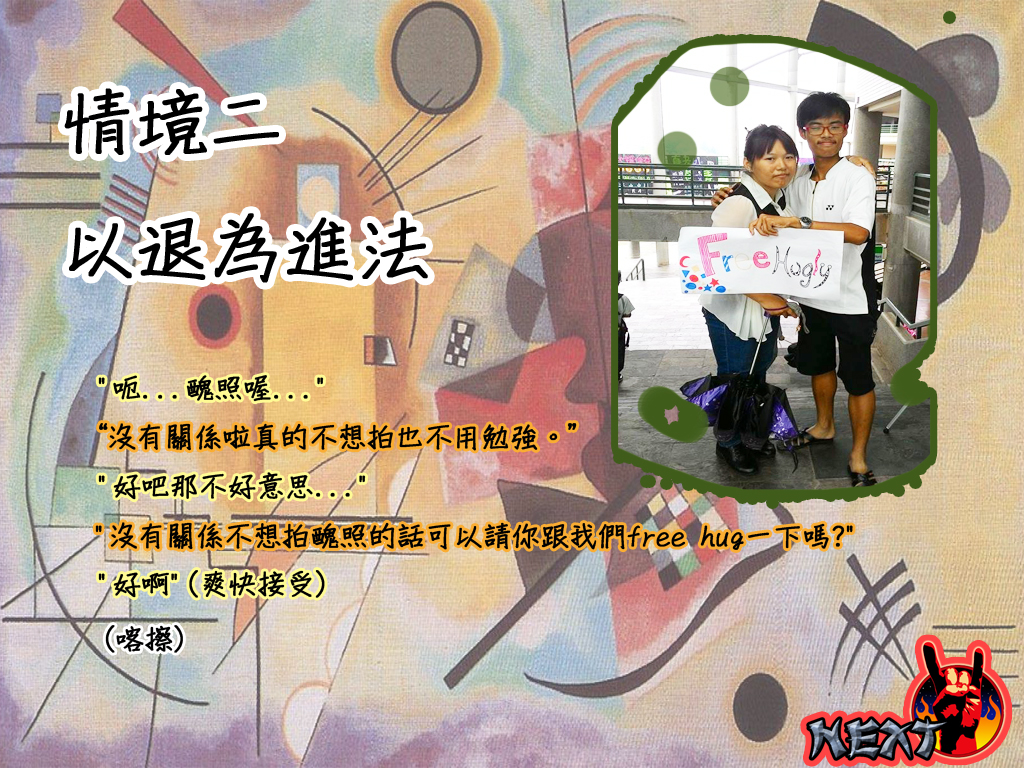 情境二
以退為進法
"呃...醜照喔..."
“沒有關係啦真的不想拍也不用勉強。”
"好吧那不好意思..."
"沒有關係不想拍醜照的話可以請你跟我們free hug一下嗎?"
"好啊"(爽快接受)
(喀擦)
Free Hugly
NEXT